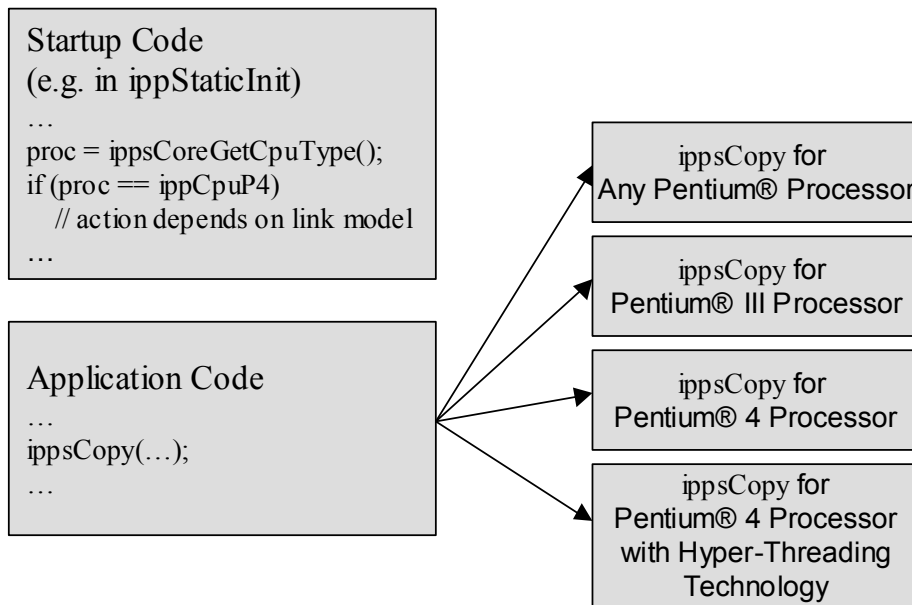 Startup Code
(e.g. in ippStaticInit)
…
proc = ippsCoreGetCpuType();
if (proc == ippCpuP4)
// action depends on link model
…
Application Code
…
ippsCopy(…);
…
ippsCopy for
Any Pentium® Processor
ippsCopy for
Pentium® III Processor
ippsCopy for
Pentium® 4 Processor
ippsCopy for
Pentium® 4 Processor
with Hyper-Threading
Technology